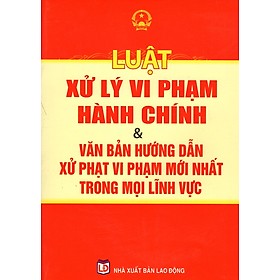 LUẬT
XỬ LÝ VI PHẠM
HÀNH CHÍNH
&
VĂN BẢN HƯỚNG DẪN
XỬ PHẠT VI PHẠM MỚI NHẤT
TRONG MỌI LĨNH VỰC
NHÀ XUẤT BẢN LAO ĐỘNG